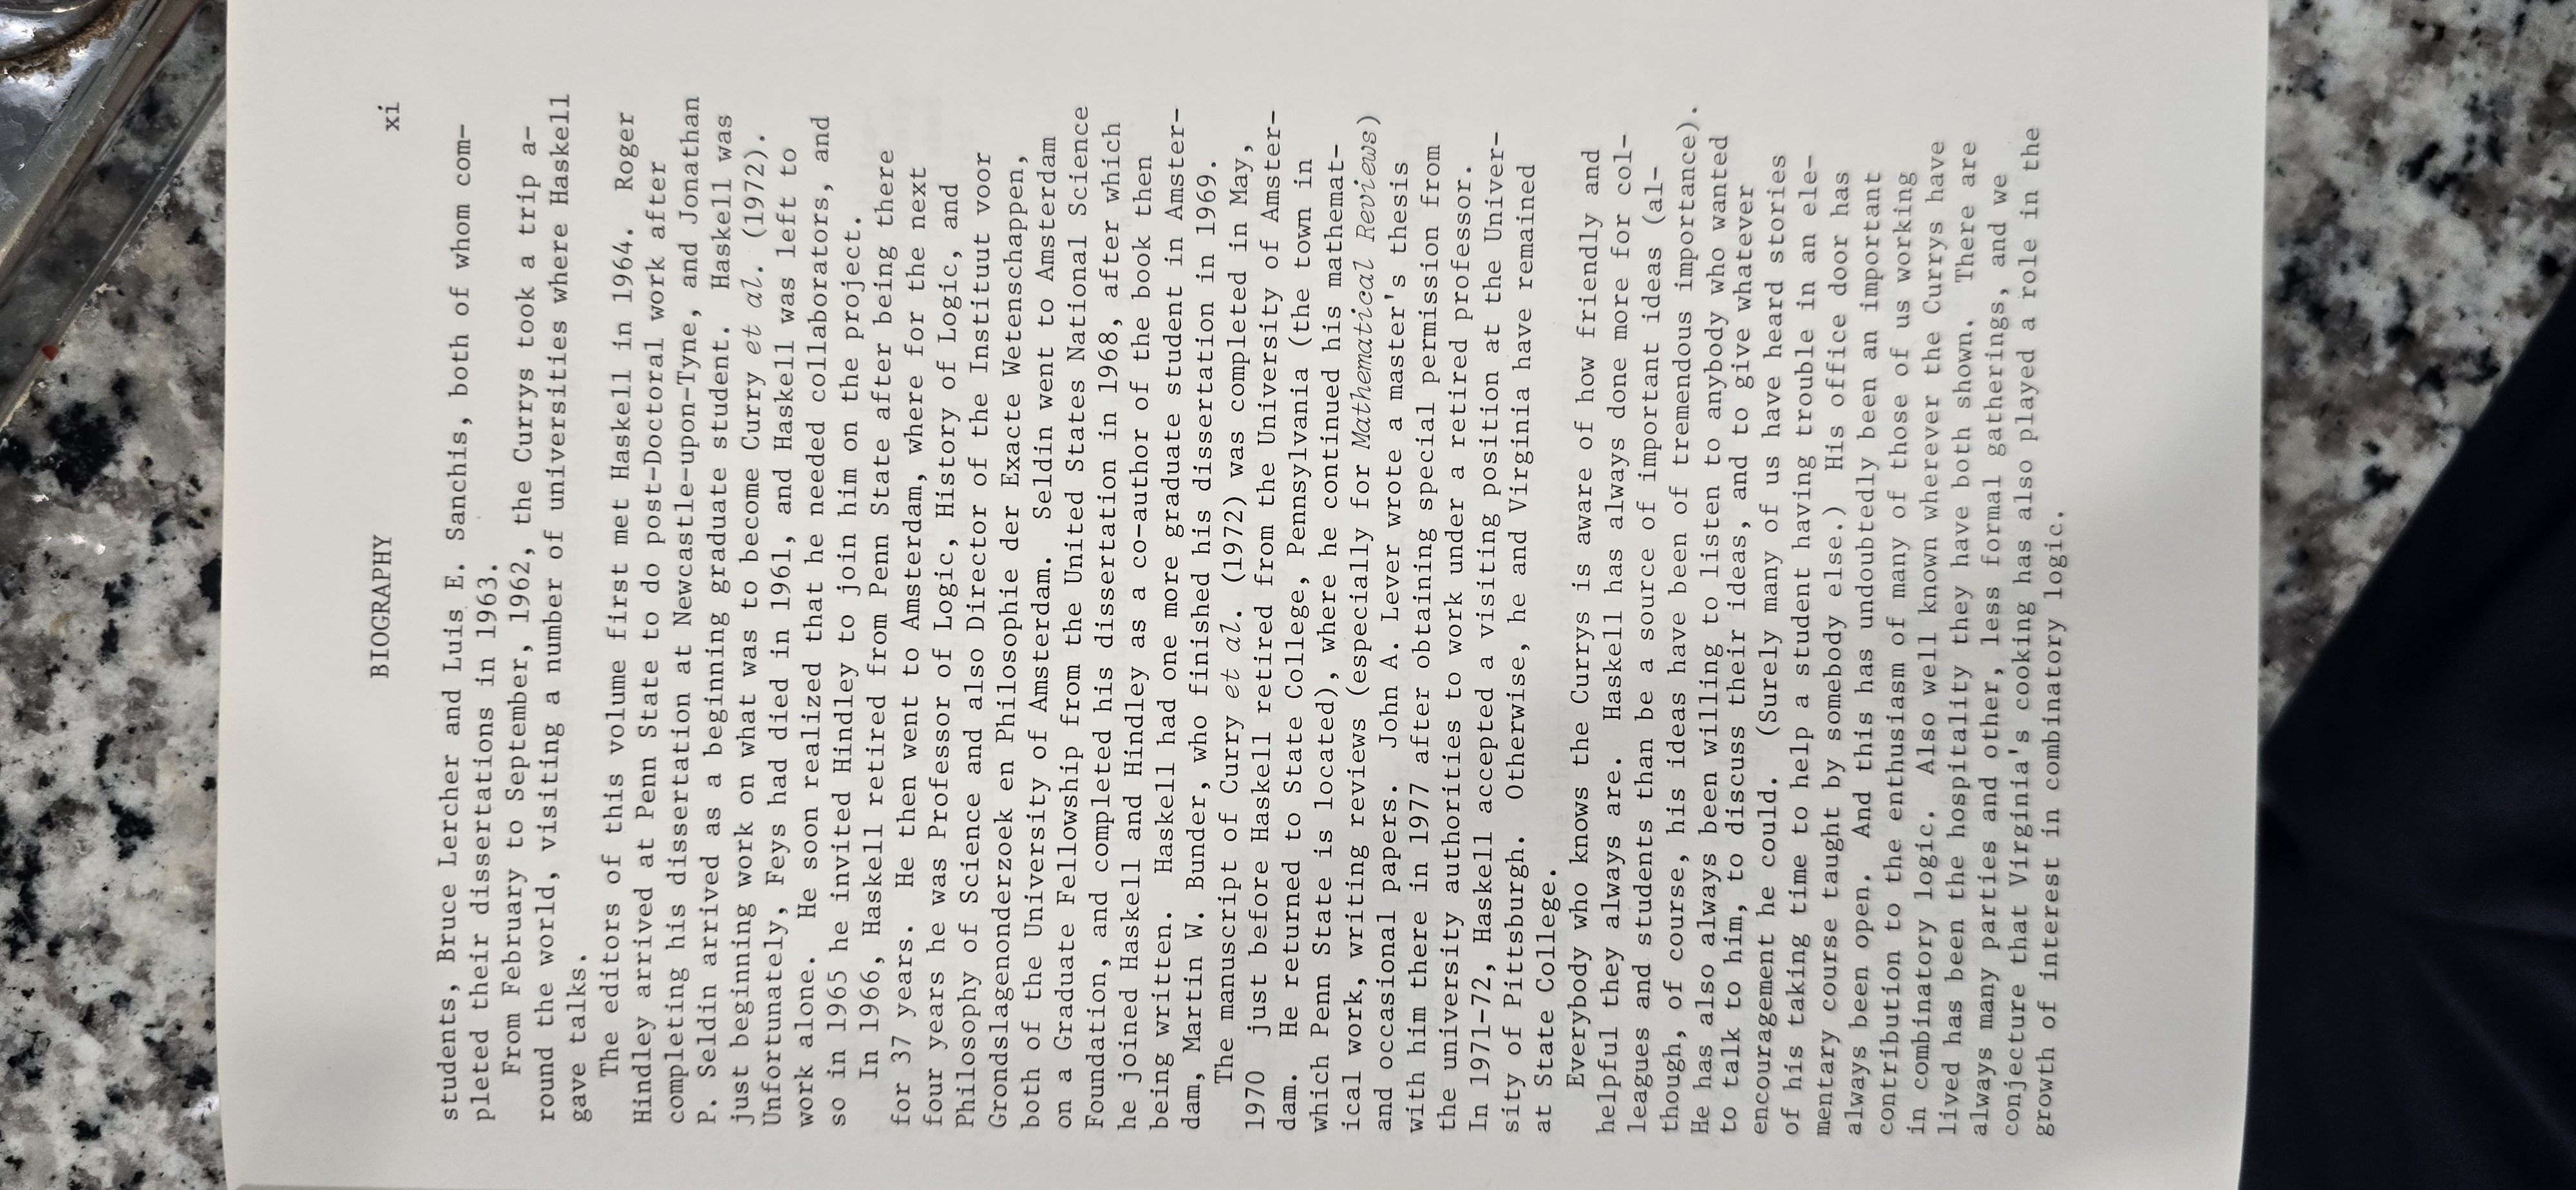 BIOGRAPHY xi
students, Bruce Lercher and Luis E. Sanchis, both of whom com-
pleted their dissertations in 1963.
From February to September, 1962, the Currys took a trip a-
round the world, visiting a number of universities where Haskell
gave talks.
The editors of this volume first met Haskell in 1964. Roger
Hindley arrived at Penn State to do post-Doctoral work after
completing his dissertation at Newcastle-upon-Tyne, and Jonathan
P. Seldin arrived as a beginning graduate student. Haskell was
just beginning work on what was to become Curry et al. (1972).
Unfortunately, Feys had died in 1961, and Haskell was left to
work alone. He soon realized that he needed collaborators, and
so in 1965 he invited Hindley to join him on the project.
In 1966, Haskell retired from Penn State after being there
for 37 years. He then went to Amsterdam, where for the next
four years he was Professor of Logic, History of Logic, and
Philosophy of Science and also Director of the Instituut voor
Grondslagenonderzoek en Philosophie der Exacte Wetenschappen,
both of the University of Amsterdam. Seldin went to Amsterdam
on a Graduate Fellowship from the United States National Science
Foundation, and completed his dissertation in 1968, after which
he joined Haskell and Hindley as a co-author of the book then
being written. Haskell had one more graduate student in Amster-
dam, Martin W. Bunder, who finished his dissertation in 1969.
The manuscript of Curry et al. (1972) was completed in May,
1970 just before Haskell retired from the University of Amster-
dam. He returned to State College, Pennsylvania (the town in
which Penn State is located), where he continued his mathemat-
ical work, writing reviews (especially for Mathematical Reviews)
and occasional papers. John A. Lever wrote a master's thesis
with him there in 1977 after obtaining special permission from
the university authorities to work under a retired professor.
In 1971-72, Haskell accepted a visiting position at the Univer-
sity of Pittsburgh. Otherwise, he and Virginia have remained
at State College.
Everybody who knows the Currys is aware of how friendly and
helpful they always are. Haskell has always done more for col-
leagues and students than be a source of important ideas (al-
though, of course, his ideas have been of tremendous importance).
He has also always been willing to listen to anybody who wanted
to talk to him, to discuss their ideas, and to give whatever
encouragement he could. (Surely many of us have heard stories
of his taking time to help a student having trouble in an ele-
mentary course taught by somebody else.) His office door has
always been open. And this has undoubtedly been an important
contribution to the enthusiasm of many of those of us working
in combinatory logic. Also well known wherever the Currys have
lived has been the hospitality they have both shown. There are
always many parties and other, less formal gatherings, and we
conjecture that Virginia's cooking has also played a role in the
growth of interest in combinatory logic.